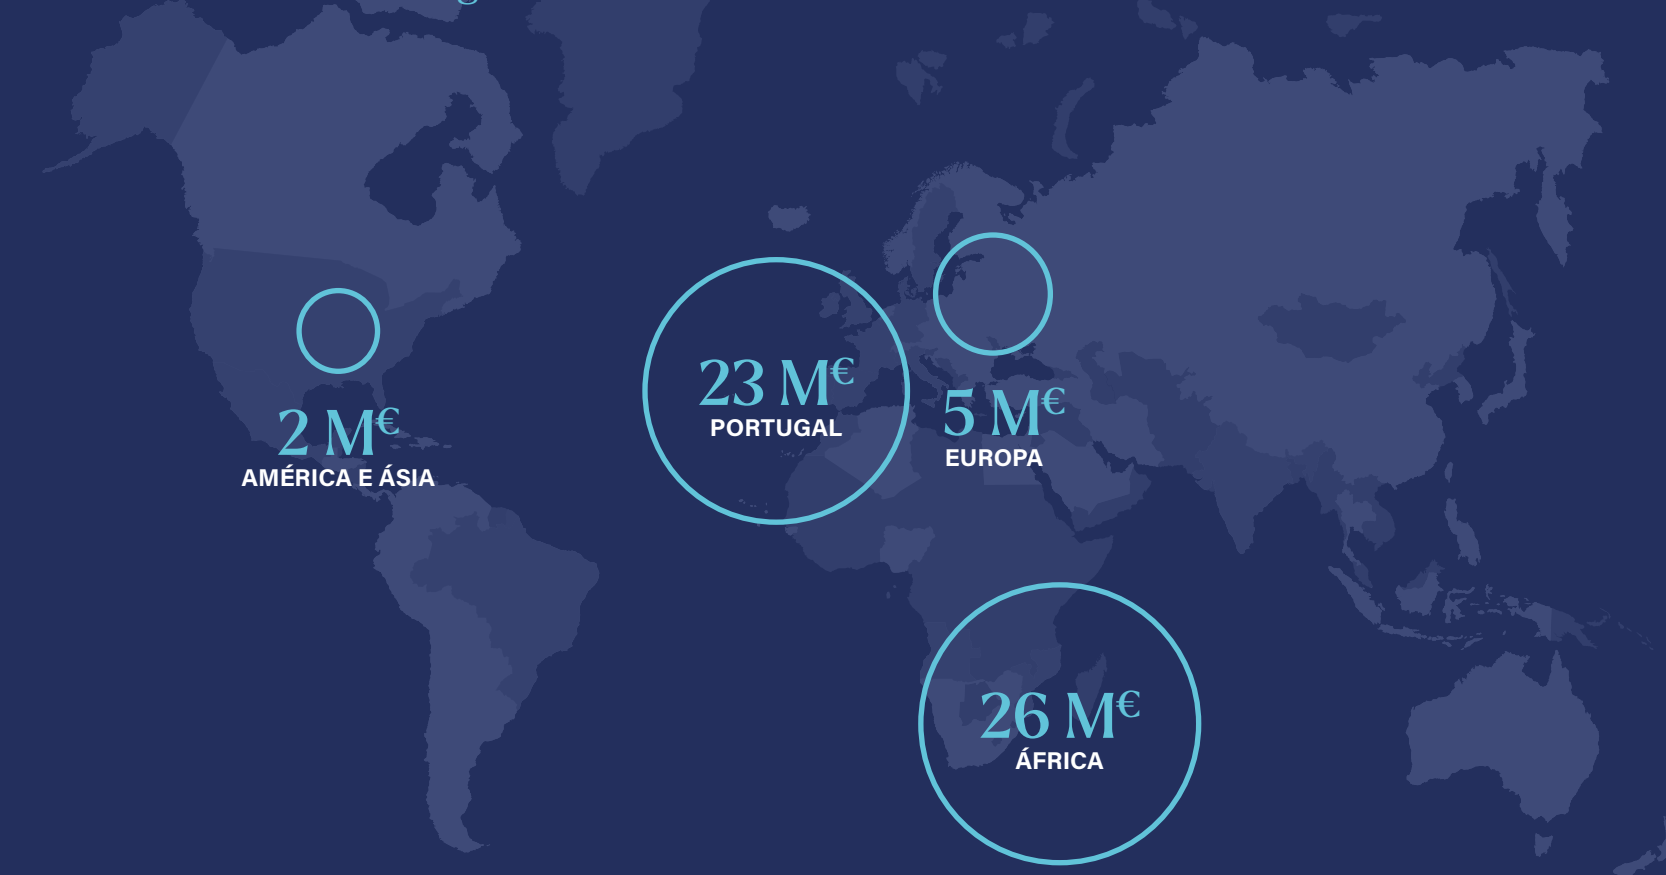 23 M€
PORTUGAL
5 M€
EUROPA
2 M€
AMÉRICA E ÁSIA
26 M€
ÁFRICA